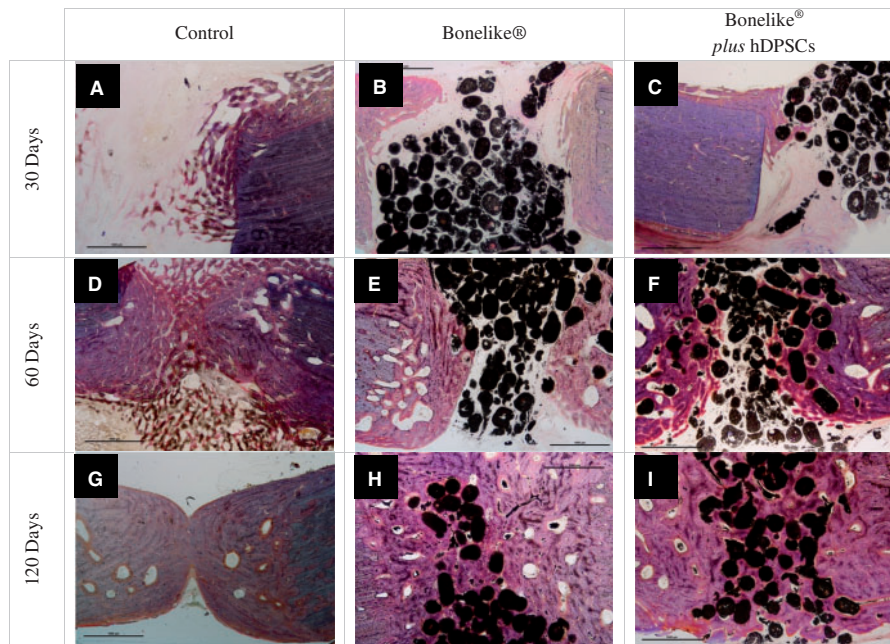 Control
Bonelike®
Bonelike®
plus hDPSCs
30 Days
A
B
C
60 Days
D
E
F
120 Days
G
H
I